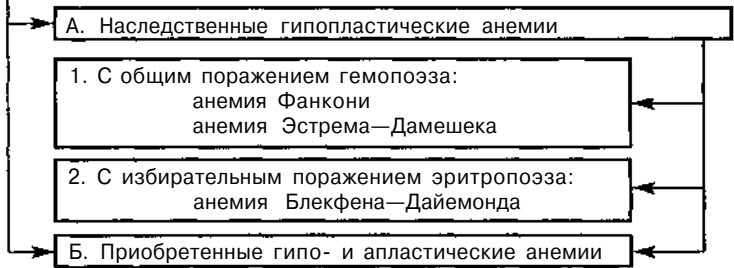 А. Наследственные гипопластические анемии
1. С общим поражением гемопоэза:
анемия Фанкони
анемия Эстрема—Дамешека
2. С избирательным поражением эритропоэза:
анемия Блекфена—Дайемонда
Б. Приобретенные гипо- и апластические анемии